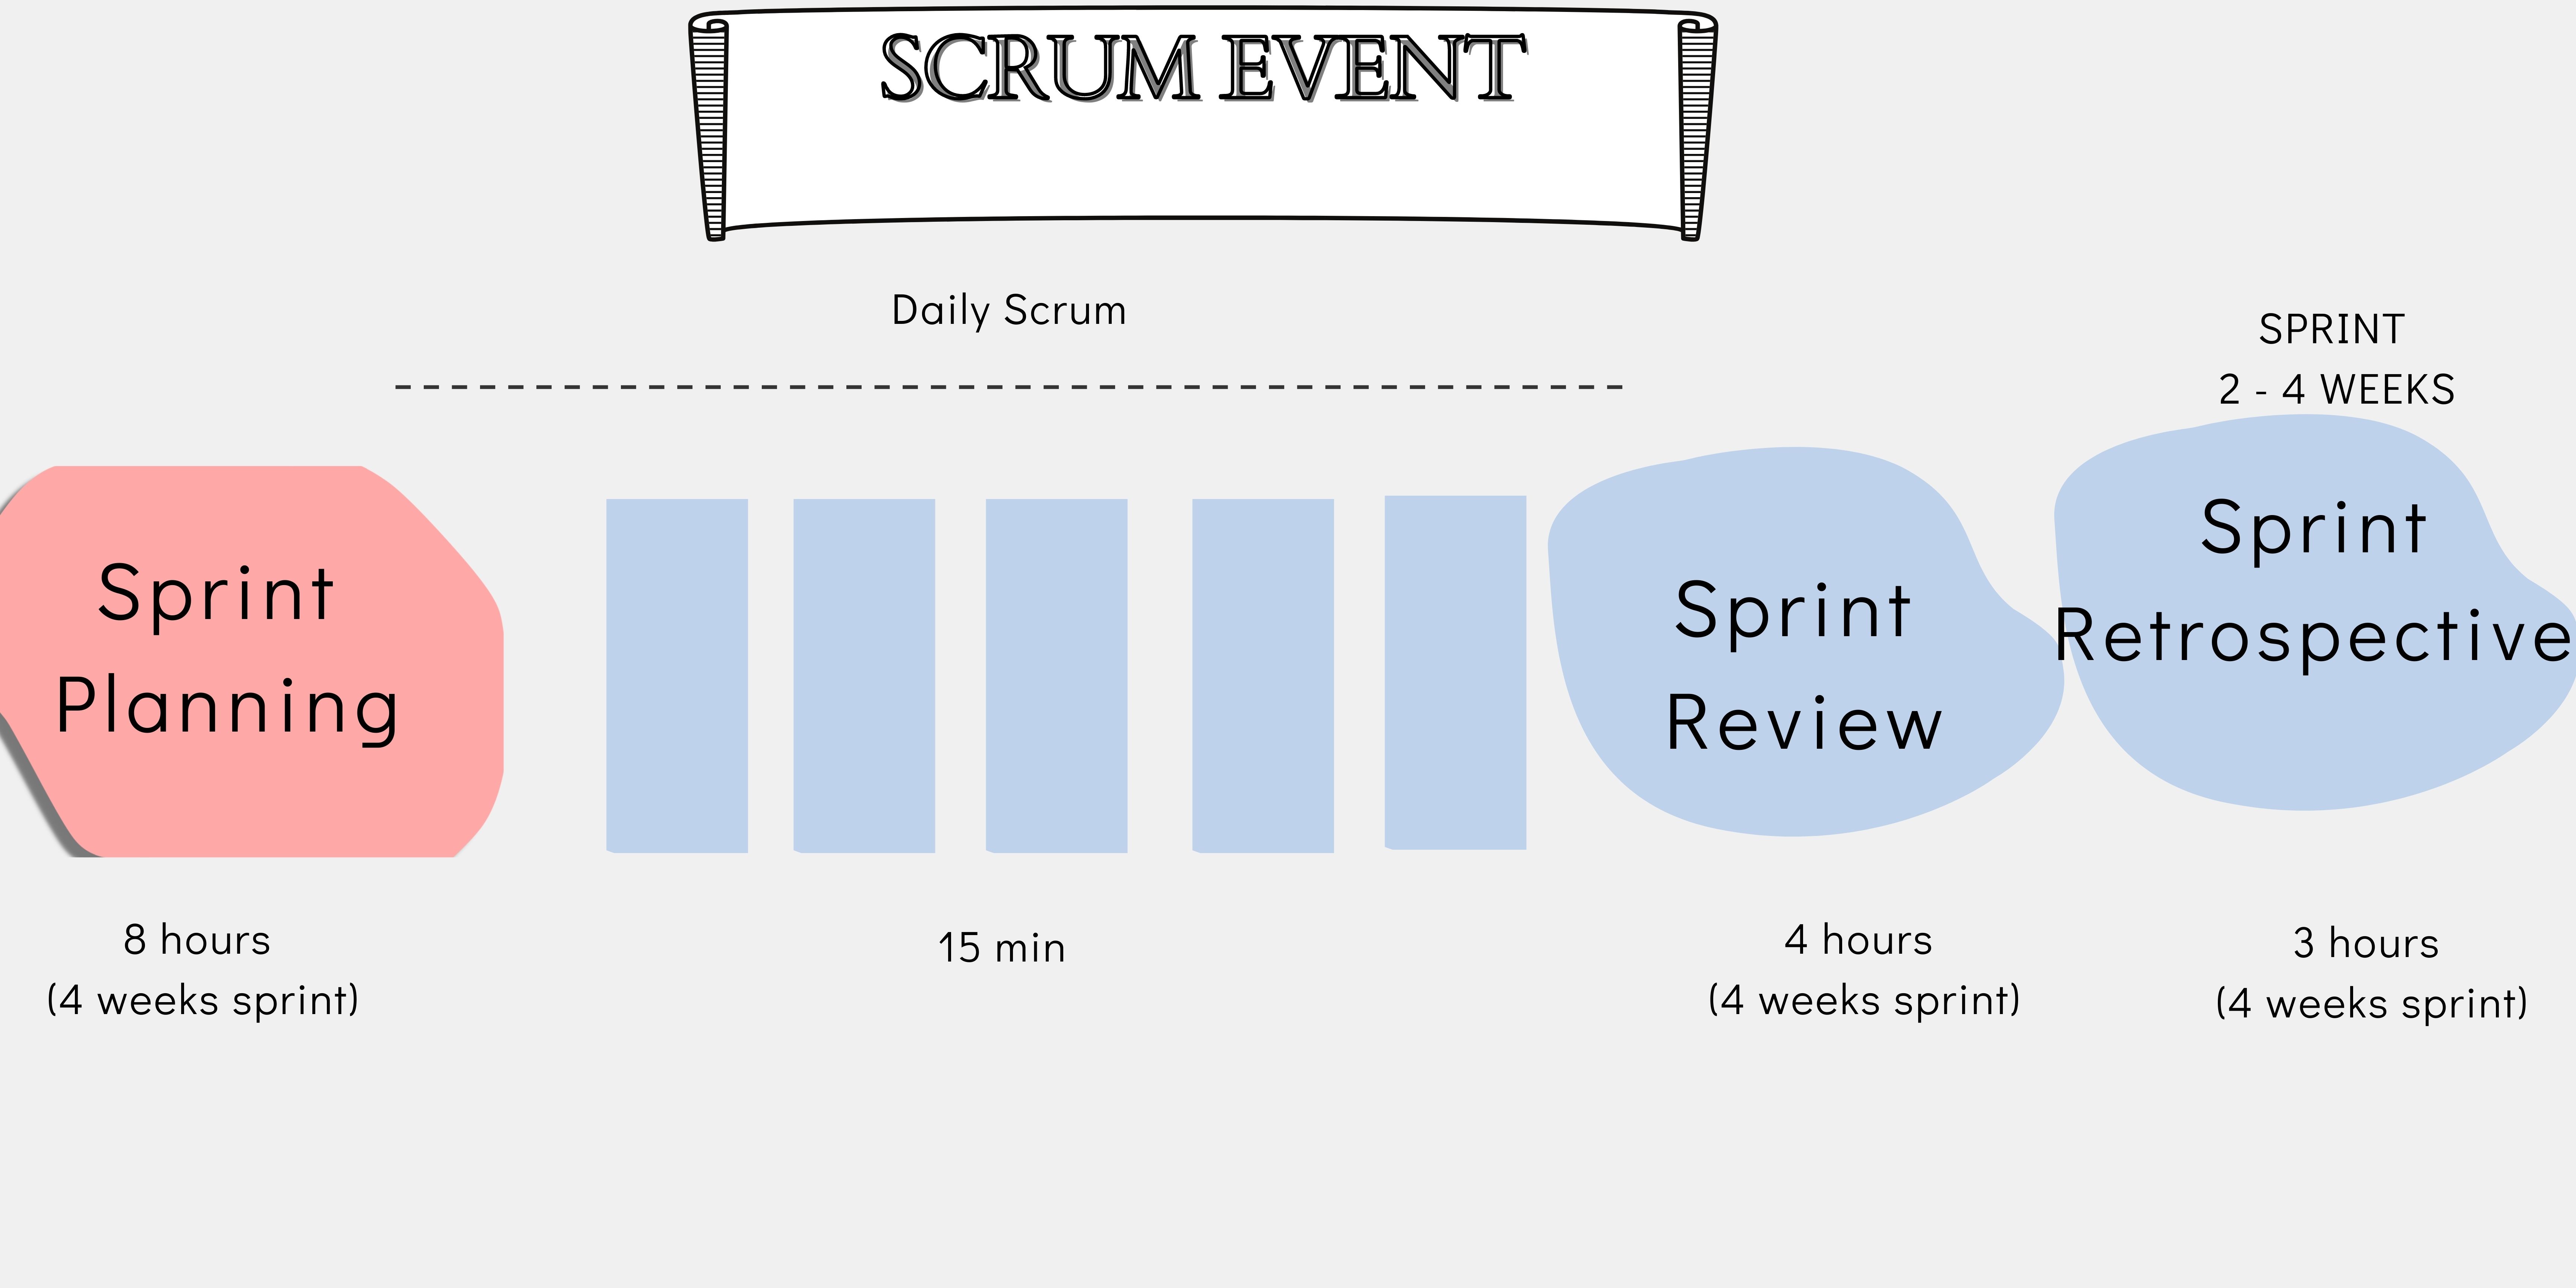 SCRUM EVENT
Daily Scrum
SPRINT
2 - 4 WEEKS
Sprint
Planning
Sprint
Review
Sprint
Retrospective
8 hours
(4 weeks sprint)
15 min
4 hours
(4 weeks sprint)
3 hours
(4 weeks sprint)